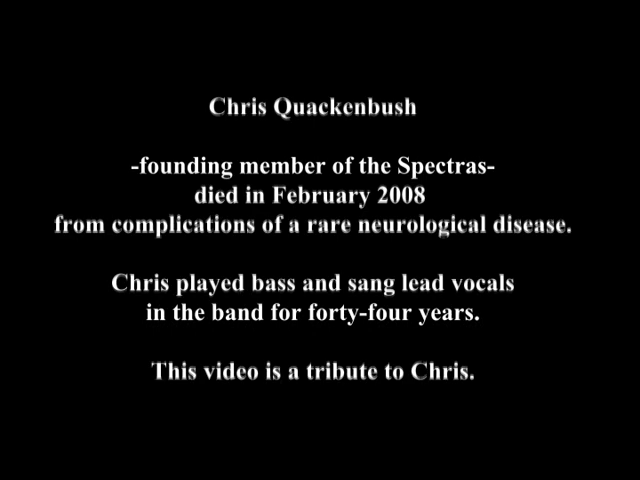 Chris Quackenbush
-founding member of the Spectras-
died in February 2008
from complications of a rare neurological disease.
Chris played bass and sang lead vocals
in the band for forty-four years.
This video is a tribute to Chris.